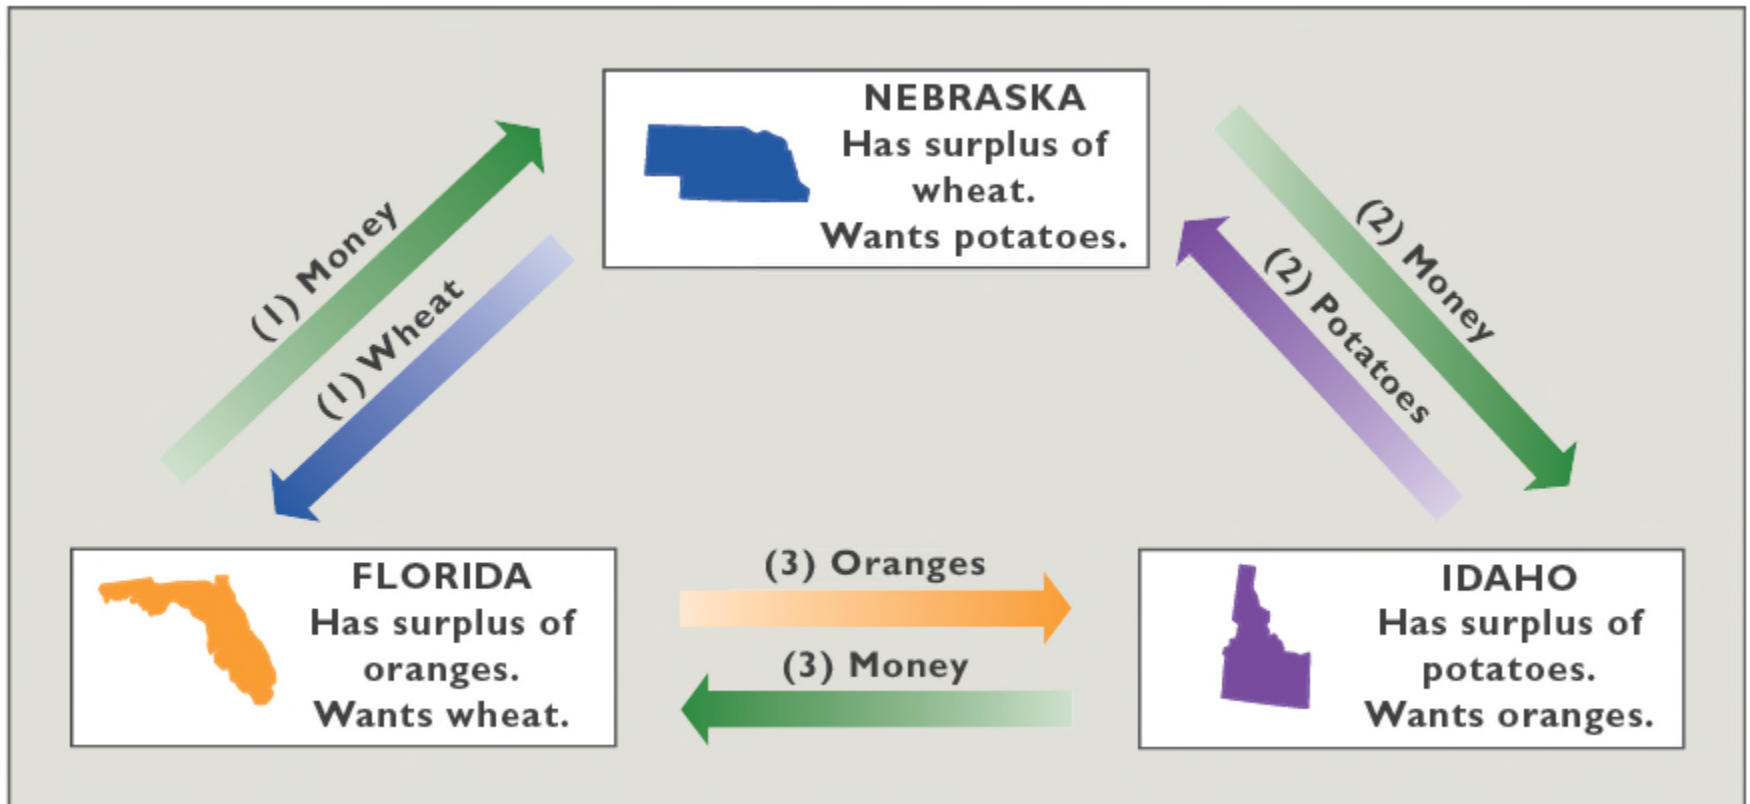 NEBRASKA
Has surplus of
wheat.
Wants potatoes.
(1) Money
(1) Wheat
(2) Money
(2) Potatoes
FLORIDA
Has surplus of
oranges.
Wants wheat.
(3) Oranges
(3) Money
IDAHO
Has surplus of
potatoes.
Wants oranges.